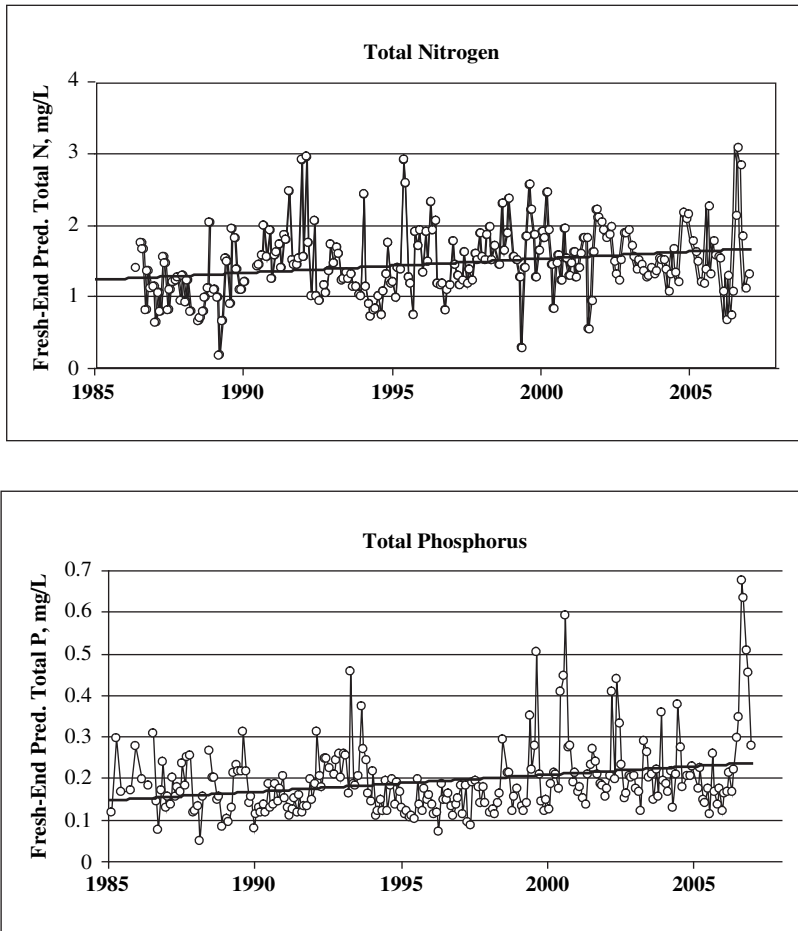 Total Nitrogen
Fresh-End Pred. Total N, mg/L
4
3
2
1
0
1985 1990 1995 2000 2005
Total Phosphorus
Fresh-End Pred. Total P, mg/L
0.7
0.6
0.5
0.4
0.3
0.2
0.1
0
1985 1990 1995 2000 2005